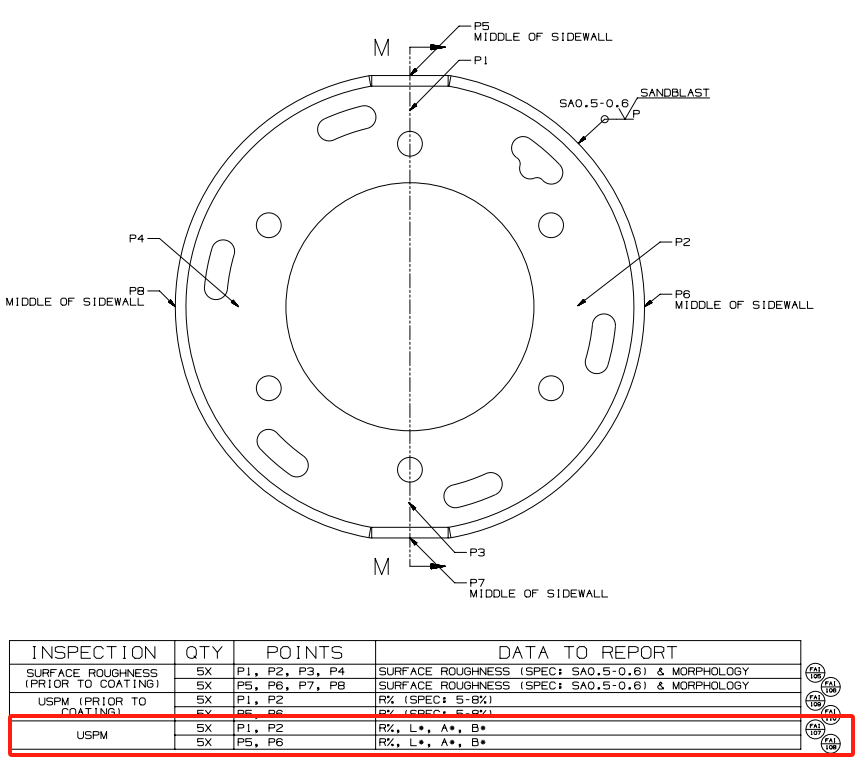 P5
MIDDLE OF SIDEWALL
M
P1
SANDBLAST
SA0.5-0.6
P
P4
P2
P8
MIDDLE OF SIDEWALL
P6
MIDDLE OF SIDEWALL
P3
M
P7
MIDDLE OF SIDEWALL
INSPECTION QTY POINTS DATA TO REPORT
SURFACE ROUGHNESS (PRIOR TO COATING) 5X P1, P2, P3, P4 SURFACE ROUGHNESS (SPEC: SA0.5-0.6) & MORPHOLOGY FAI 105
5X P5, P6, P7, P8 SURFACE ROUGHNESS (SPEC: SA0.5-0.6) & MORPHOLOGY FAI 106
USPM (PRIOR TO COATING) 5X P1, P2 R% (SPEC: 5-8%) FAI 109
5X P5, P6 R% (SPEC: 5-8%) FAI 110
USPM 5X P1, P2 R%, L*, A*, B* FAI 107
5X P5, P6 R%, L*, A*, B* FAI 108